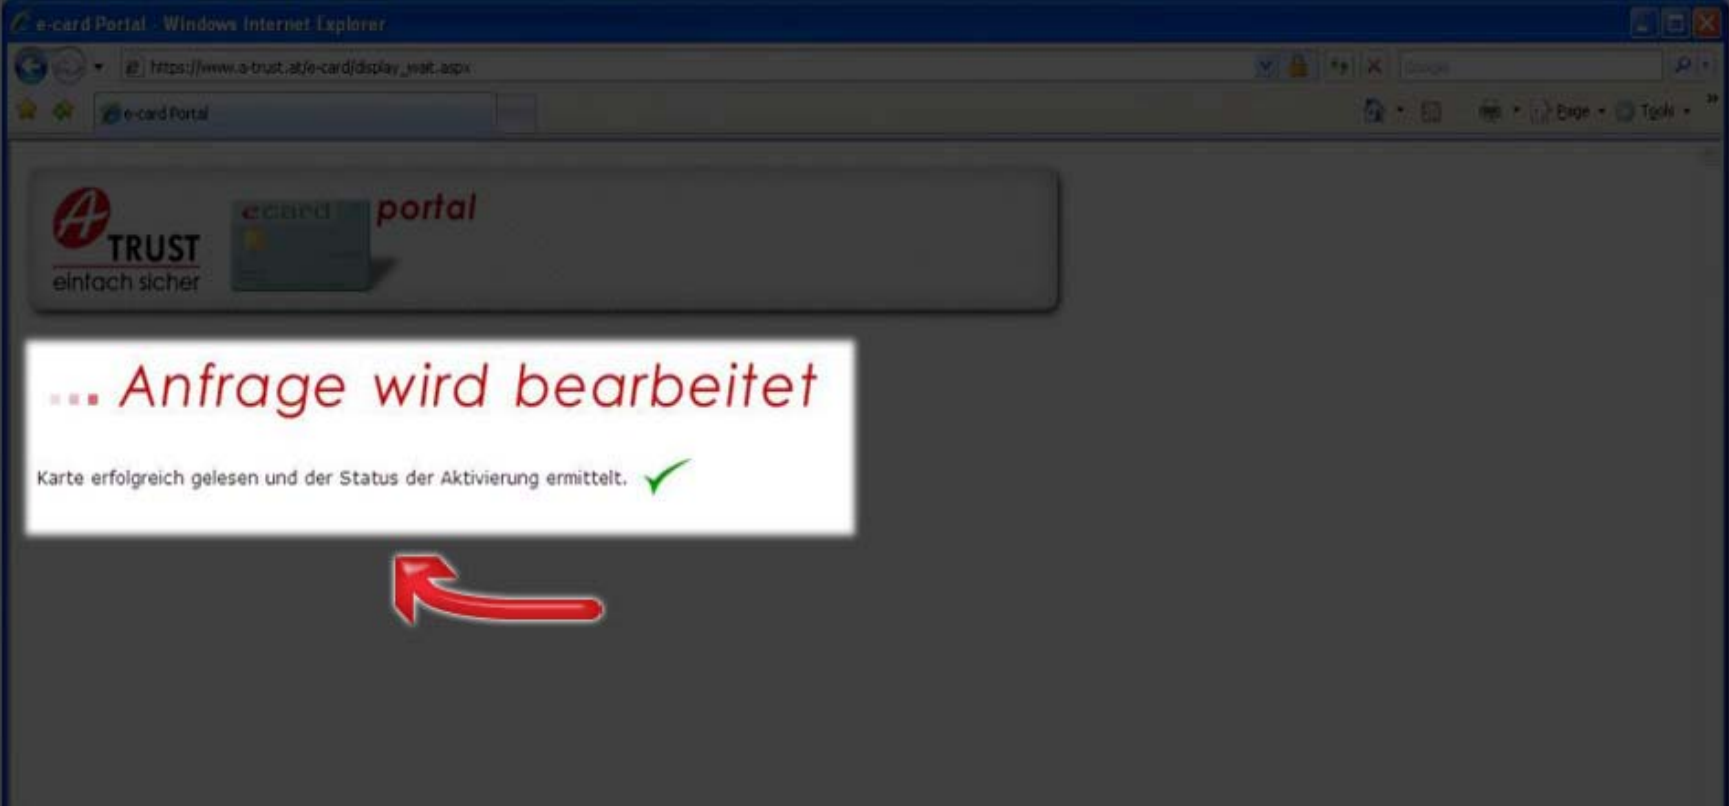 e-card Portal - Windows Internet Explorer
https://www.a-trust.at/e-card/display_wait.aspx
Google
e-card Portal
Page
Tools
A
TRUST
einfach sicher
ecard
portal
... Anfrage wird bearbeitet
Karte erfolgreich gelesen und der Status der Aktivierung ermittelt.